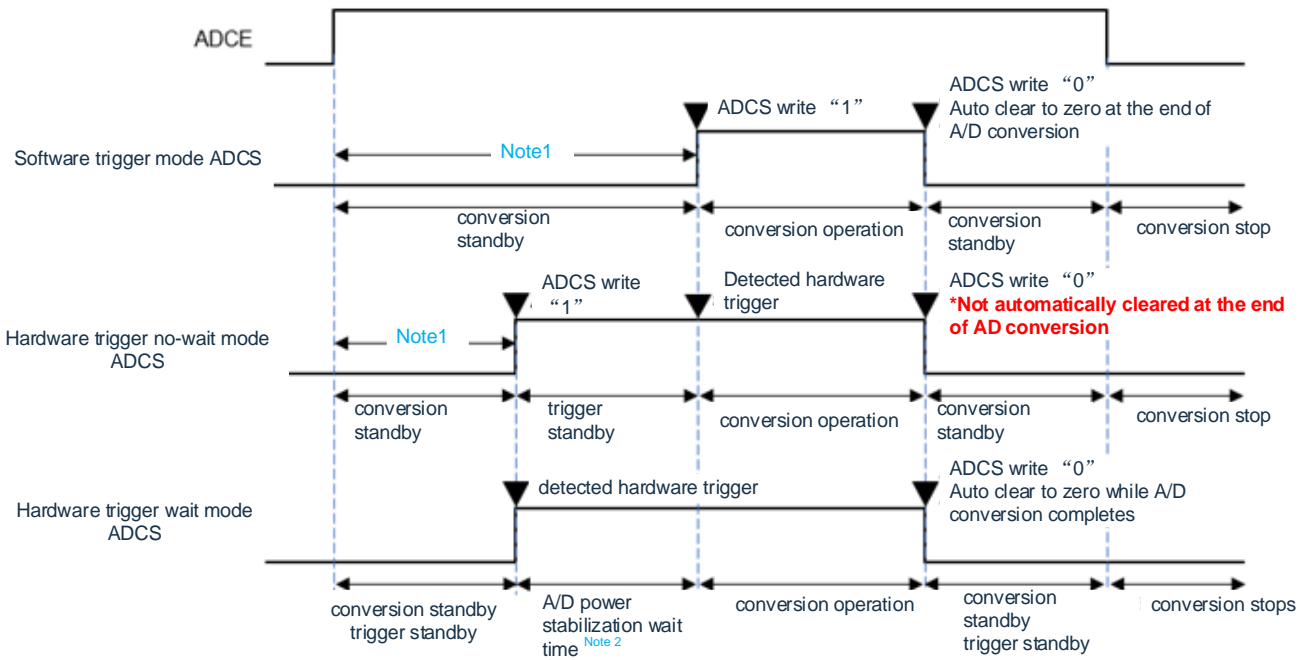 ADCE
ADCS write “1”
ADCS write “0”
Auto clear to zero at the end of
A/D conversion
Software trigger mode ADCS
Note1
conversion
standby
conversion operation
conversion
standby
conversion stop
ADCS write
“1”
Detected hardware
trigger
ADCS write “0”
*Not automatically cleared at the end
of AD conversion
Hardware trigger no-wait mode
ADCS
Note1
conversion
standby
trigger
standby
conversion operation
conversion
standby
conversion stop
detected hardware trigger
ADCS write “0”
Auto clear to zero while A/D
conversion completes
Hardware trigger wait mode
ADCS
conversion standby
trigger standby
A/D power
stabilization wait
time Note 2
conversion operation
conversion
standby
trigger standby
conversion stops